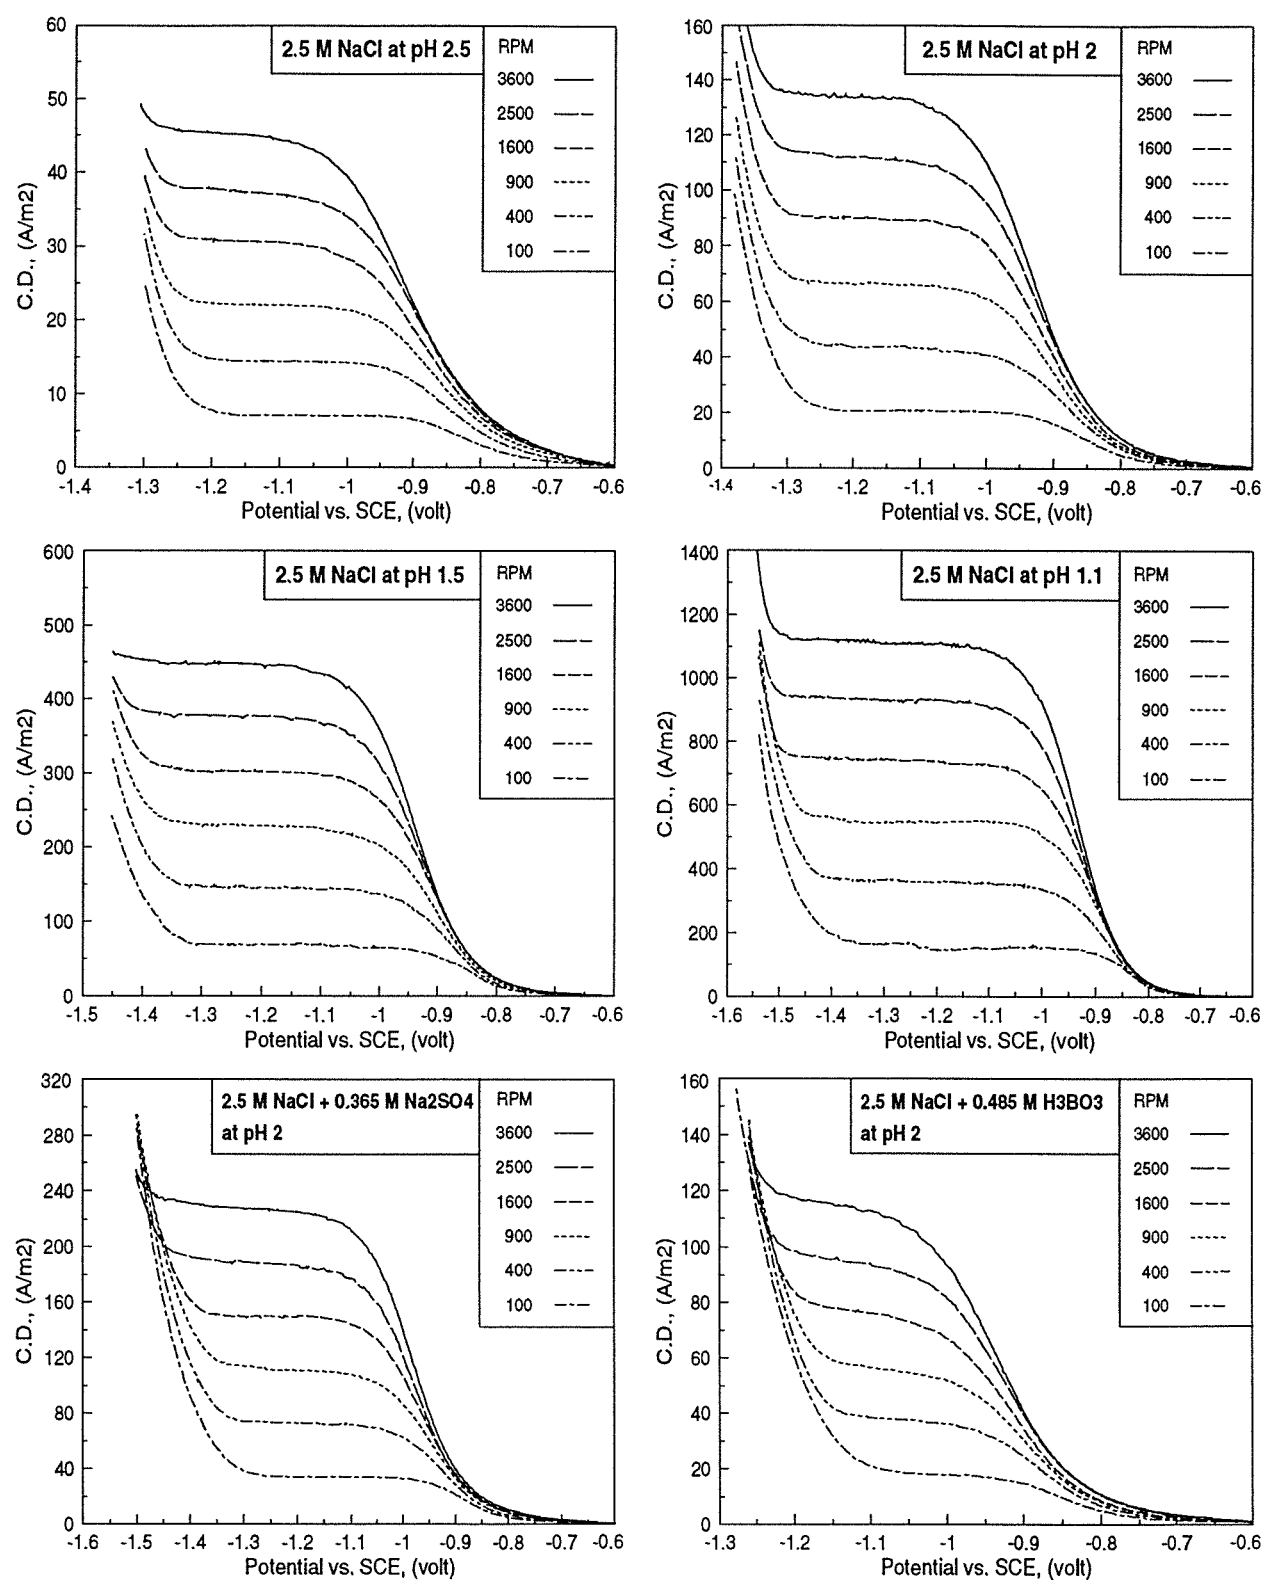 2.5 M NaCl at pH 2.5
RPM
3600
2500
1600
900
400
100
60
50
40
30
20
10
0
C.D., (A/m2)
-1.4 -1.3 -1.2 -1.1 -1 -0.9 -0.8 -0.7 -0.6
Potential vs. SCE, (volt)
2.5 M NaCl at pH 2
RPM
3600
2500
1600
900
400
100
160
140
120
100
80
60
40
20
0
C.D., (A/m2)
-1.4 -1.3 -1.2 -1.1 -1 -0.9 -0.8 -0.7 -0.6
Potential vs. SCE, (volt)
2.5 M NaCl at pH 1.5
RPM
3600
2500
1600
900
400
100
600
500
400
300
200
100
0
C.D., (A/m2)
-1.5 -1.4 -1.3 -1.2 -1.1 -1 -0.9 -0.8 -0.7 -0.6
Potential vs. SCE, (volt)
2.5 M NaCl at pH 1.1
RPM
3600
2500
1600
900
400
100
1400
1200
1000
800
600
400
200
0
C.D., (A/m2)
-1.6 -1.5 -1.4 -1.3 -1.2 -1.1 -1 -0.9 -0.8 -0.7 -0.6
Potential vs. SCE, (volt)
2.5 M NaCl + 0.365 M Na2SO4
at pH 2
RPM
3600
2500
1600
900
400
100
320
280
240
200
160
120
80
40
0
C.D., (A/m2)
-1.6 -1.5 -1.4 -1.3 -1.2 -1.1 -1 -0.9 -0.8 -0.7 -0.6
Potential vs. SCE, (volt)
2.5 M NaCl + 0.485 M H3BO3
at pH 2
RPM
3600
2500
1600
900
400
100
160
140
120
100
80
60
40
20
0
C.D., (A/m2)
-1.3 -1.2 -1.1 -1 -0.9 -0.8 -0.7 -0.6
Potential vs. SCE, (volt)